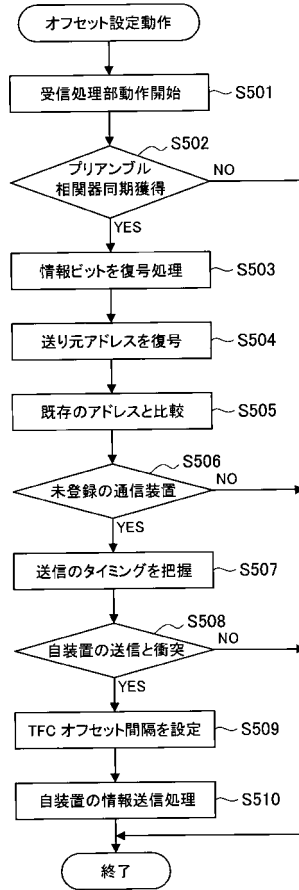 オフセット設定動作
受信処理部動作開始
S501
S502
プリアンブル
相関器同期獲得
NO
YES
情報ビットを復号処理
S503
送り元アドレスを復号
S504
既存のアドレスと比較
S505
S506
未登録の通信装置
NO
YES
送信のタイミングを把握
S507
S508
自装置の送信と衝突
NO
YES
TFC オフセット間隔を設定
S509
自装置の情報送信処理
S510
終了